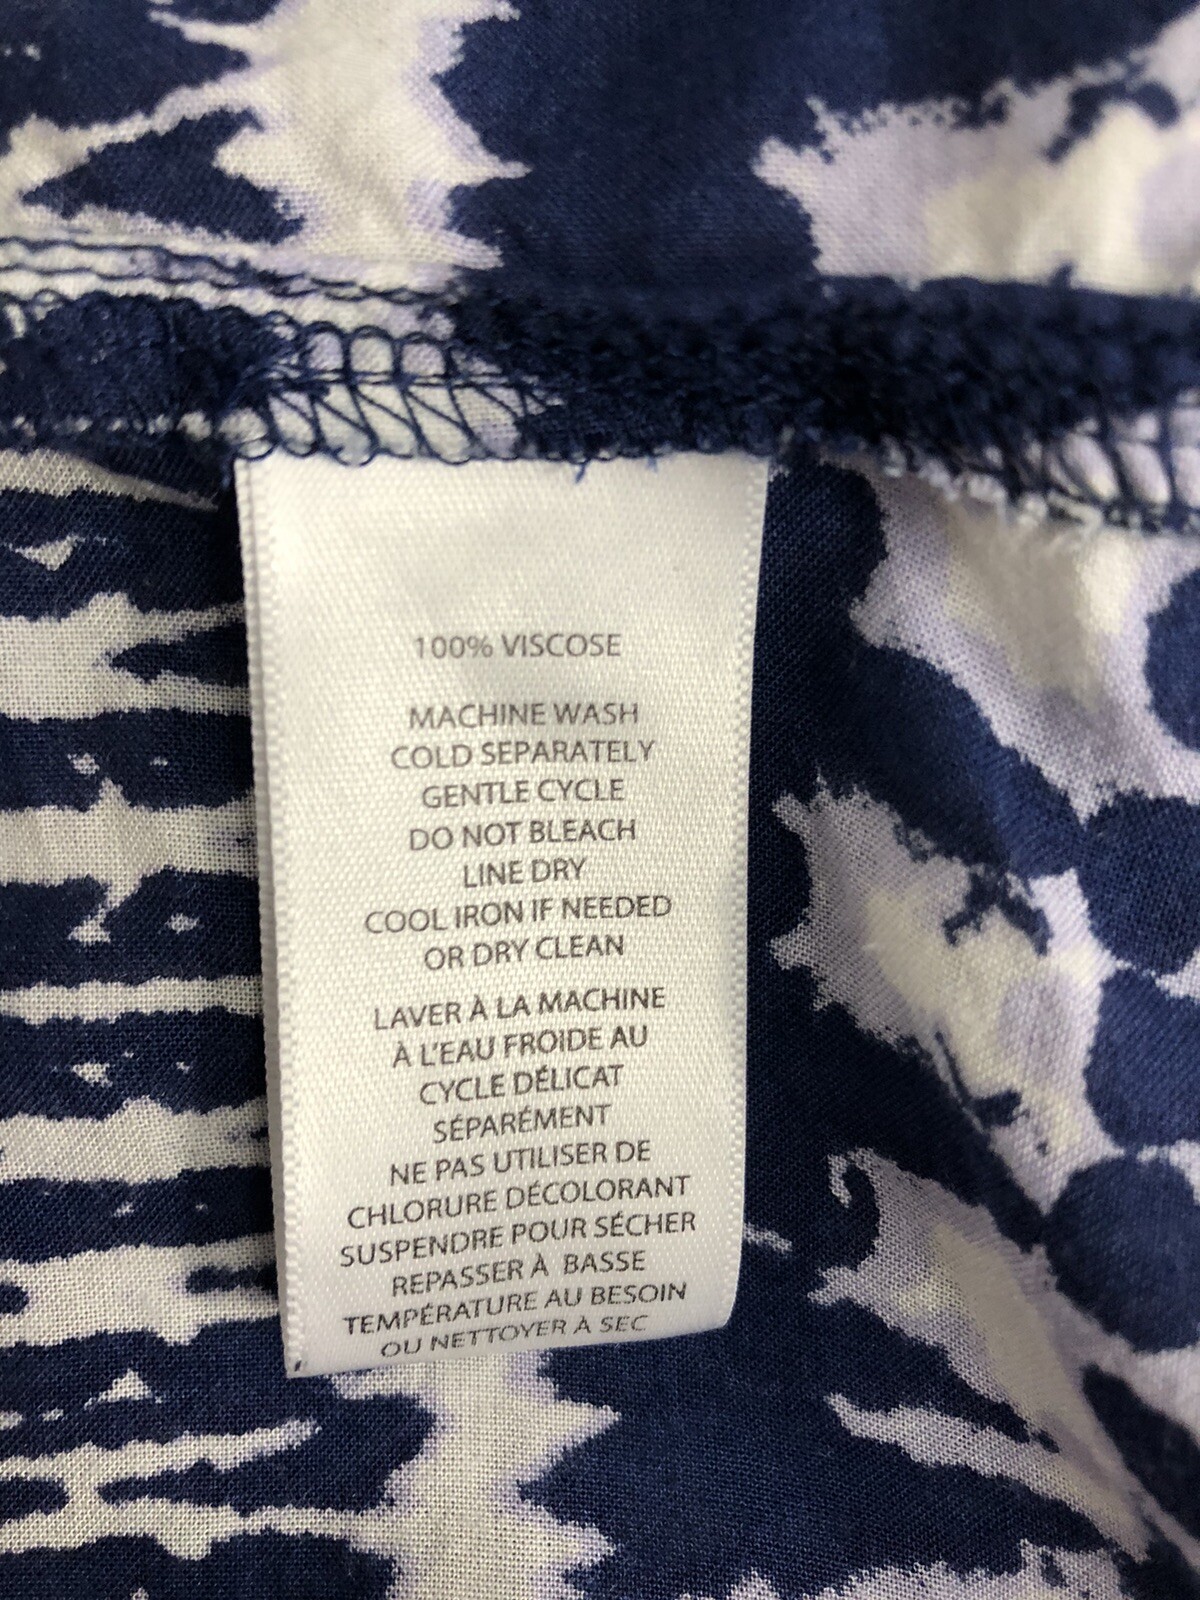 100% VISCOSE
MACHINE WASH
COLD SEPARATELY
GENTLE CYCLE
DO NOT BLEACH
LINE DRY
COOL IRON IF NEEDED
OR DRY CLEAN
LAVER À LA MACHINE
À L'EAU FROIDE AU
CYCLE DÉLICAT
SÉPARÉMENT
NE PAS UTILISER DE
CHLORURE DÉCOLORANT
SUSPENDRE POUR SÉCHER
REPASSER À BASSE
TEMPÉRATURE AU BESOIN
OU NETTOYER À SEC